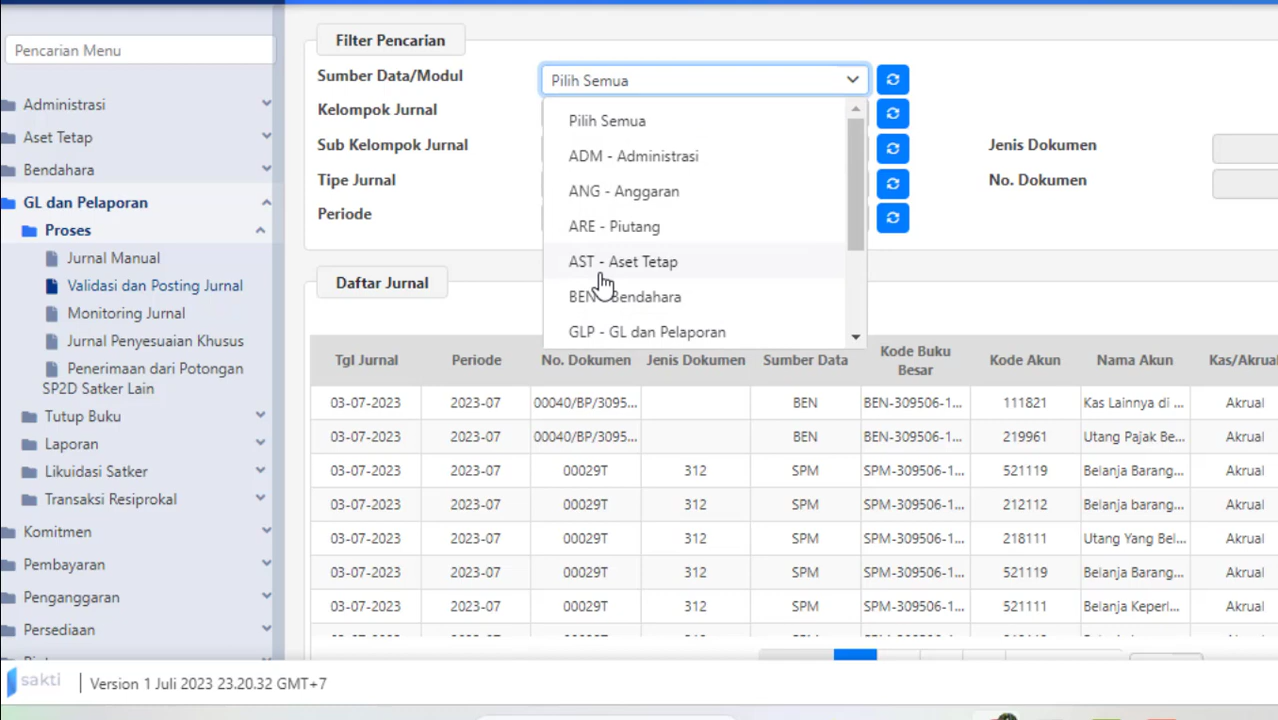 Pencarian Menu
Administrasi
Aset Tetap
Bendahara
GL dan Pelaporan
Proses
Jurnal Manual
Validasi dan Posting Jurnal
Monitoring Jurnal
Jurnal Penyesuaian Khusus
Penerimaan dari Potongan
SP2D Satker Lain
Tutup Buku
Laporan
Likuidasi Satker
Transaksi Resiprokal
Komitmen
Pembayaran
Penganggaran
Persediaan
Filter Pencarian
Sumber Data/Modul
Pilih Semua
Kelompok Jurnal
Sub Kelompok Jurnal
Jenis Dokumen
Tipe Jurnal
No. Dokumen
Periode
Pilih Semua
ADM - Administrasi
ANG - Anggaran
ARE - Piutang
AST - Aset Tetap
BEN - Bendahara
GLP - GL dan Pelaporan
Daftar Jurnal
Tgl Jurnal Periode No. Dokumen Jenis Dokumen Sumber Data Kode Buku Besar Kode Akun Nama Akun Kas/Akrual
03-07-2023 2023-07 00040/BP/3095... BEN BEN-309506-1... 111821 Kas Lainnya di ... Akrual
03-07-2023 2023-07 00040/BP/3095... BEN BEN-309506-1... 219961 Utang Pajak Be... Akrual
03-07-2023 2023-07 00029T 312 SPM SPM-309506-1... 521119 Belanja Barang... Akrual
03-07-2023 2023-07 00029T 312 SPM SPM-309506-1... 212112 Belanja barang... Akrual
03-07-2023 2023-07 00029T 312 SPM SPM-309506-1... 218111 Utang Yang Bel... Akrual
03-07-2023 2023-07 00029T 312 SPM SPM-309506-1... 521119 Belanja Barang... Akrual
03-07-2023 2023-07 00029T 312 SPM SPM-309506-1... 521111 Belanja Keperl... Akrual
sakti
Version 1 Juli 2023 23.20.32 GMT+7